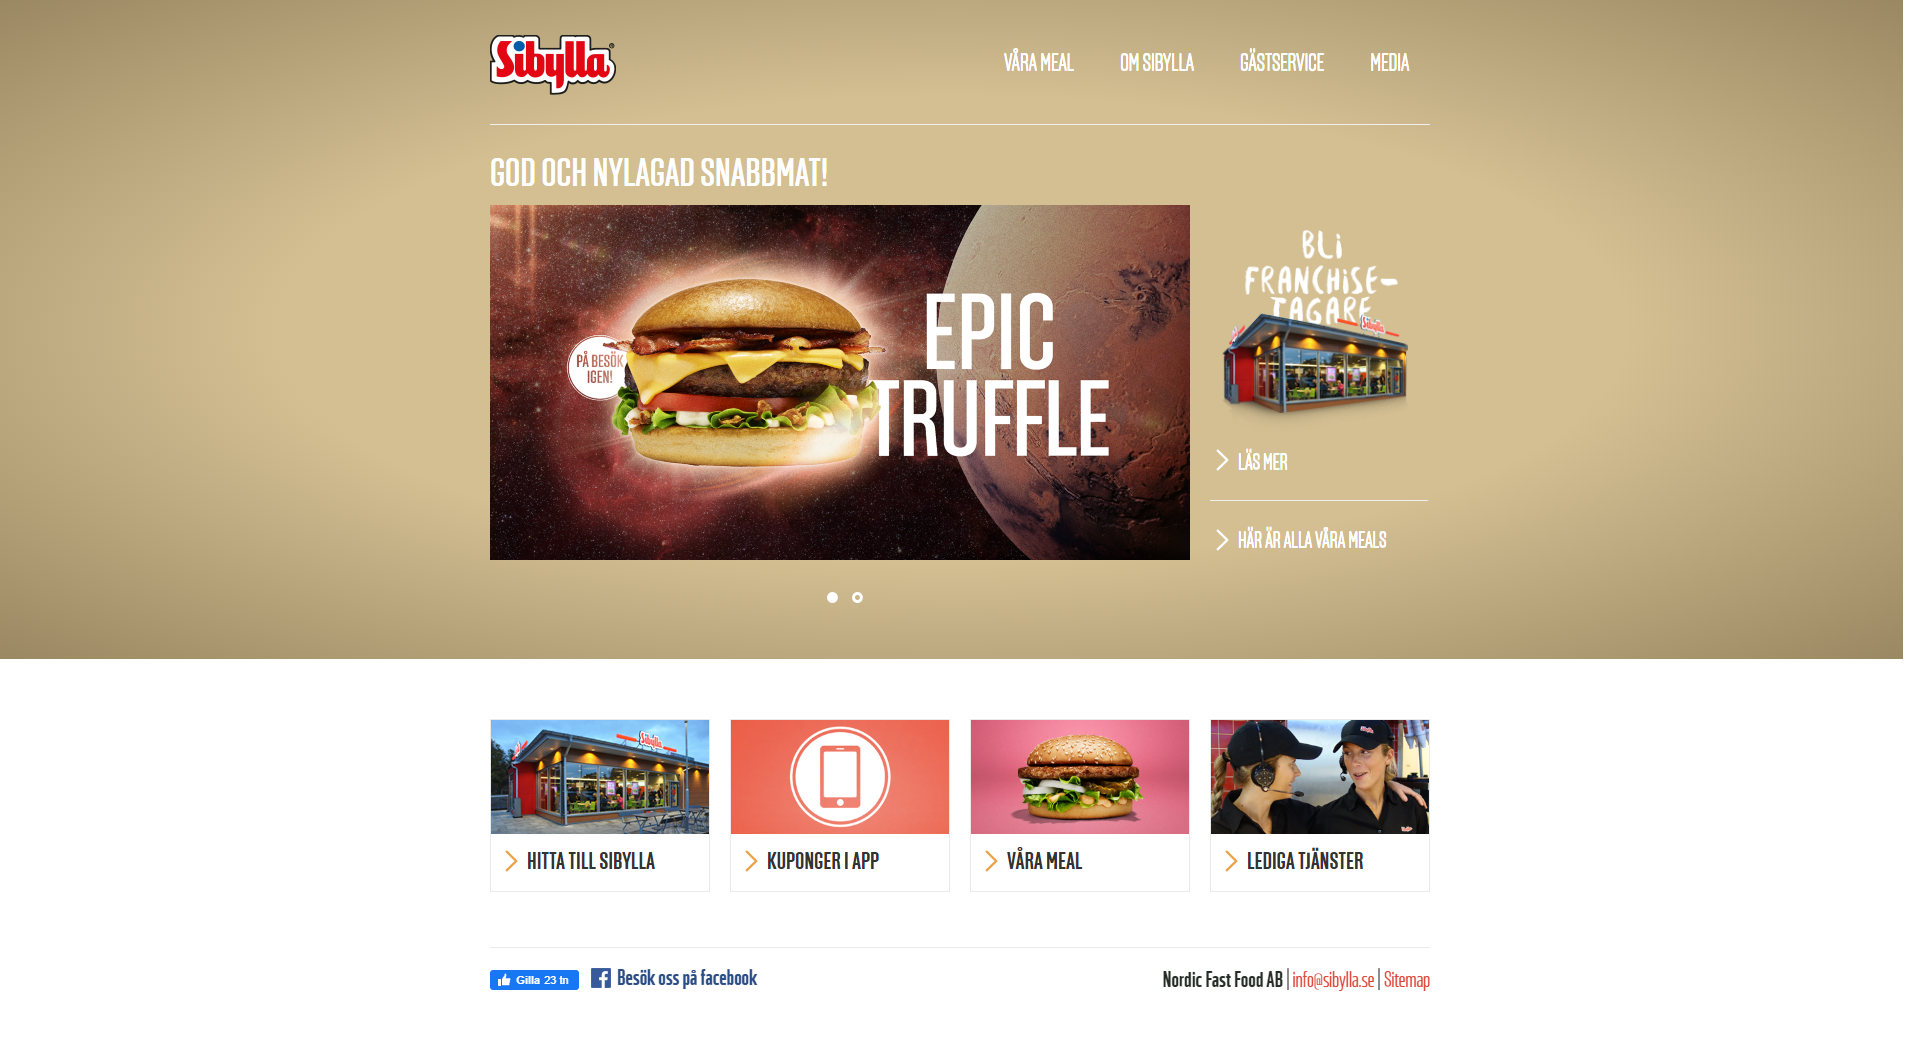 Sibylla
VÅRA MEAL
OM SIBYLLA
GÄSTSERVICE
MEDIA
GOD OCH NYLAGAD SNABBMAT!
PÅ BESÖK
IGEN!
EPIC
TRUFFLE
BLI
FRANCHISE-
TAGARE
Sibylla
LÄS MER
HÄR ÄR ALLA VÅRA MEALS
Sibylla
HITTA TILL SIBYLLA
KUPONGER I APP
VÅRA MEAL
LEDIGA TJÄNSTER
Gilla 23 tn
Besök oss på facebook
Nordic Fast Food AB | info@sibylla.se | Sitemap